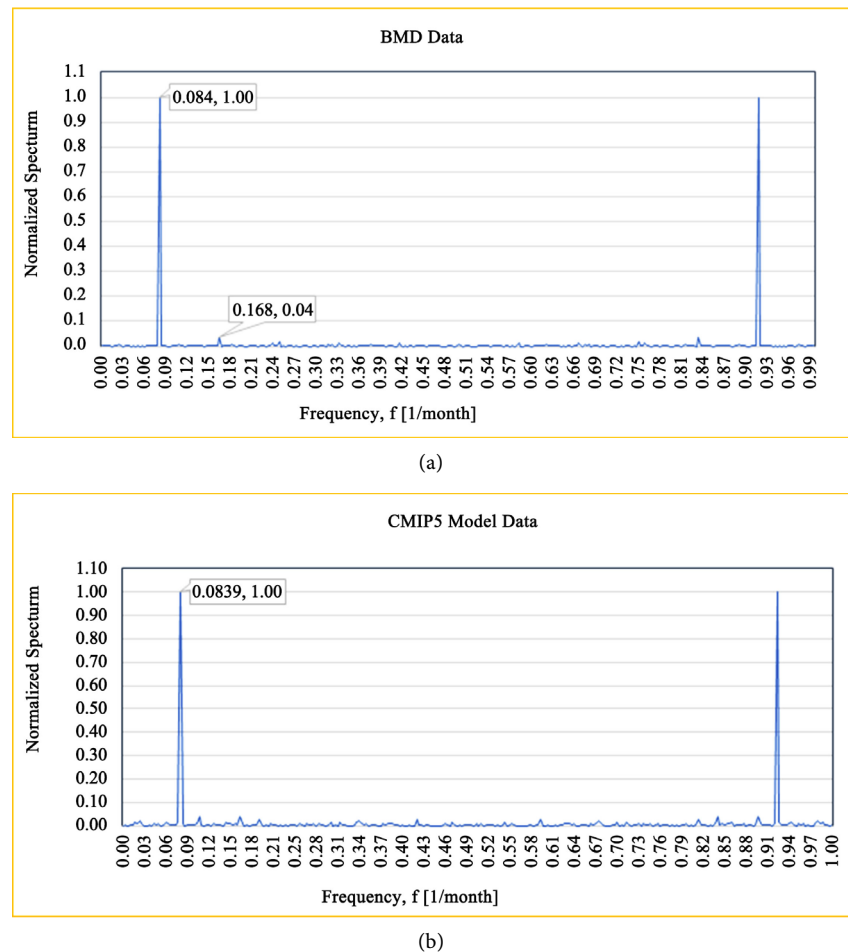 BMD Data
1.1
1.0
0.9
0.8
0.7
0.6
0.5
0.4
0.3
0.2
0.1
0.0
Normalized Specturm
0.084, 1.00
0.168, 0.04
0.00 0.03 0.06 0.09 0.12 0.15 0.18 0.21 0.24 0.27 0.30 0.33 0.36 0.39 0.42 0.45 0.48 0.51 0.54 0.57 0.60 0.63 0.66 0.69 0.72 0.75 0.78 0.81 0.84 0.87 0.90 0.93 0.96 0.99
Frequency, f [1/month]
(a)
CMIP5 Model Data
1.10
1.00
0.90
0.80
0.70
0.60
0.50
0.40
0.30
0.20
0.10
0.00
Normalized Specturm
0.0839, 1.00
0.00 0.03 0.06 0.09 0.12 0.15 0.18 0.21 0.25 0.28 0.31 0.34 0.37 0.40 0.43 0.46 0.49 0.52 0.55 0.58 0.61 0.64 0.67 0.70 0.73 0.76 0.79 0.82 0.85 0.88 0.91 0.94 0.97 1.00
Frequency, f [1/month]
(b)